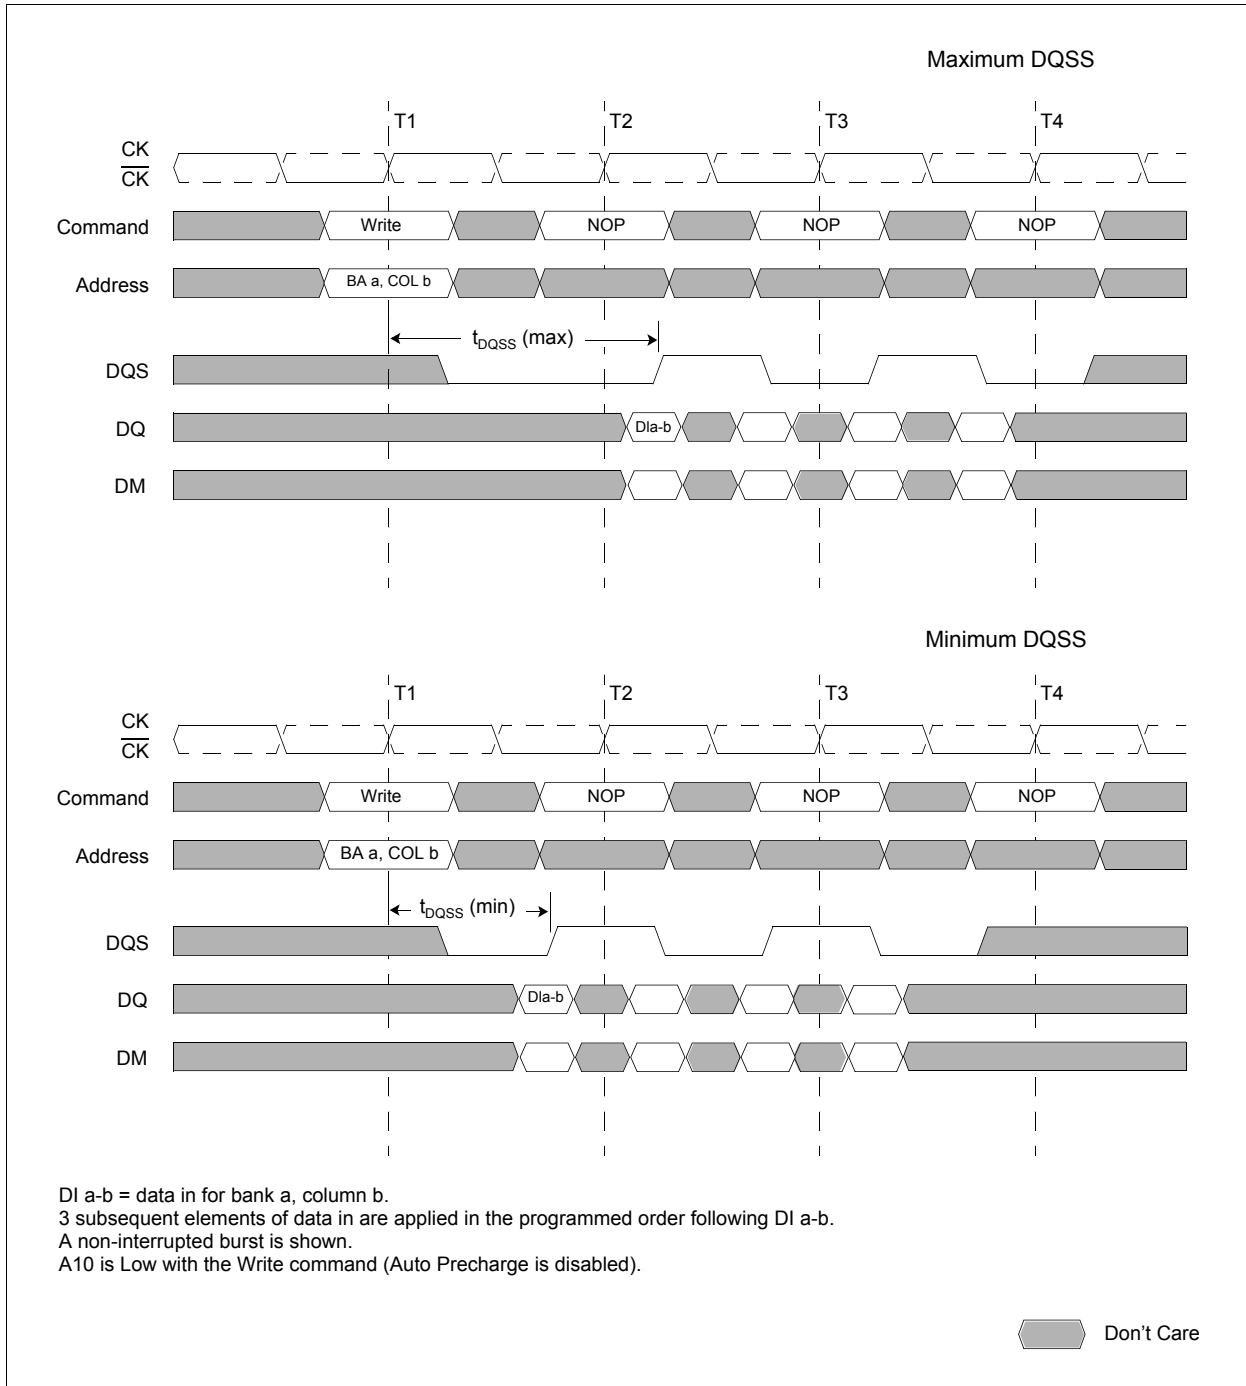 Maximum DQSS
T1 T2 T3 T4
CK
CK
Command Write NOP NOP NOP
Address BA a, COL b
tDQSS (max)
DQS
DQ DIa-b
DM
Minimum DQSS
T1 T2 T3 T4
CK
CK
Command Write NOP NOP NOP
Address BA a, COL b
tDQSS (min)
DQS
DQ DIa-b
DM
DI a-b = data in for bank a, column b.
3 subsequent elements of data in are applied in the programmed order following DI a-b.
A non-interrupted burst is shown.
A10 is Low with the Write command (Auto Precharge is disabled).
Don't Care